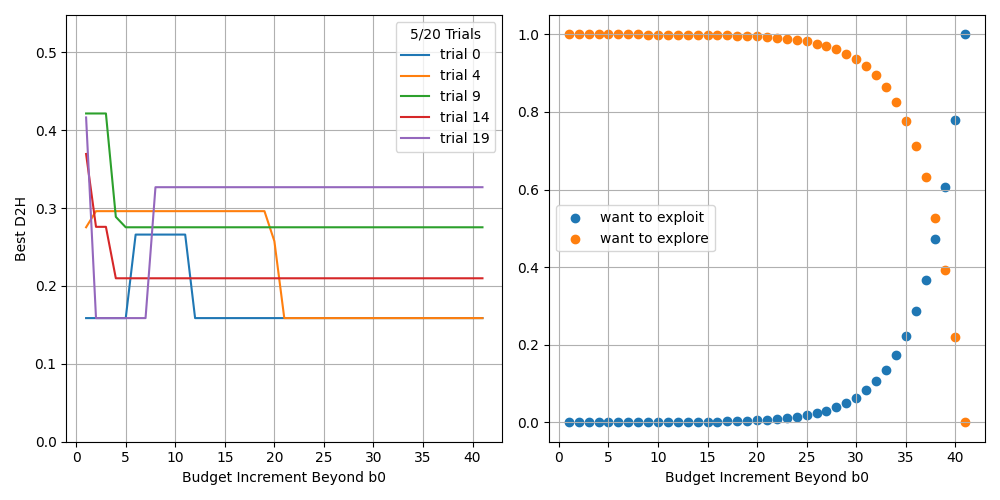 5/20 Trials
trial 0
trial 4
trial 9
trial 14
trial 19
0.5
0.4
0.3
0.2
0.1
0.0
Best D2H
0 5 10 15 20 25 30 35 40
Budget Increment Beyond b0
1.0
0.8
0.6
0.4
0.2
0.0
want to exploit
want to explore
0 5 10 15 20 25 30 35 40
Budget Increment Beyond b0